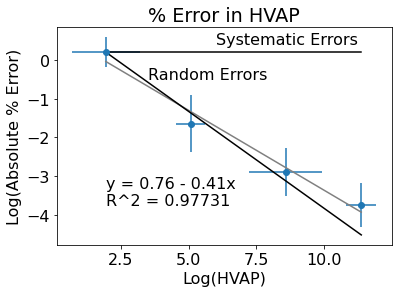 % Error in HVAP
Systematic Errors
Random Errors
y = 0.76 - 0.41x
R^2 = 0.97731
Log(Absolute % Error)
0
−1
−2
−3
−4
2.5
5.0
7.5
10.0
Log(HVAP)